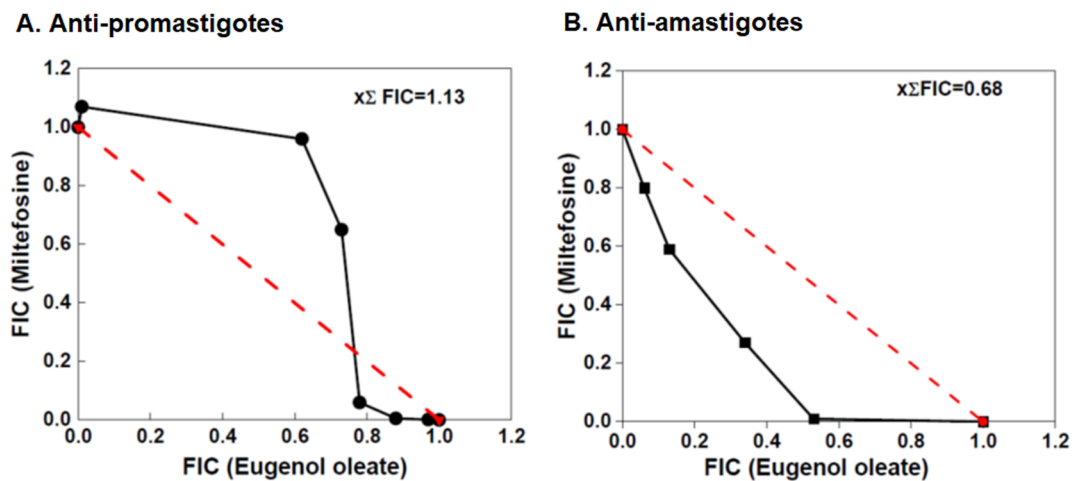 A. Anti-promastigotes
xΣ FIC=1.13
1.2
1.0
0.8
0.6
0.4
0.2
0.0
FIC (Miltefosine)
0.0 0.2 0.4 0.6 0.8 1.0 1.2
FIC (Eugenol oleate)
B. Anti-amastigotes
xΣFIC=0.68
1.2
1.0
0.8
0.6
0.4
0.2
0.0
FIC (Miltefosine)
0.0 0.2 0.4 0.6 0.8 1.0 1.2
FIC (Eugenol oleate)